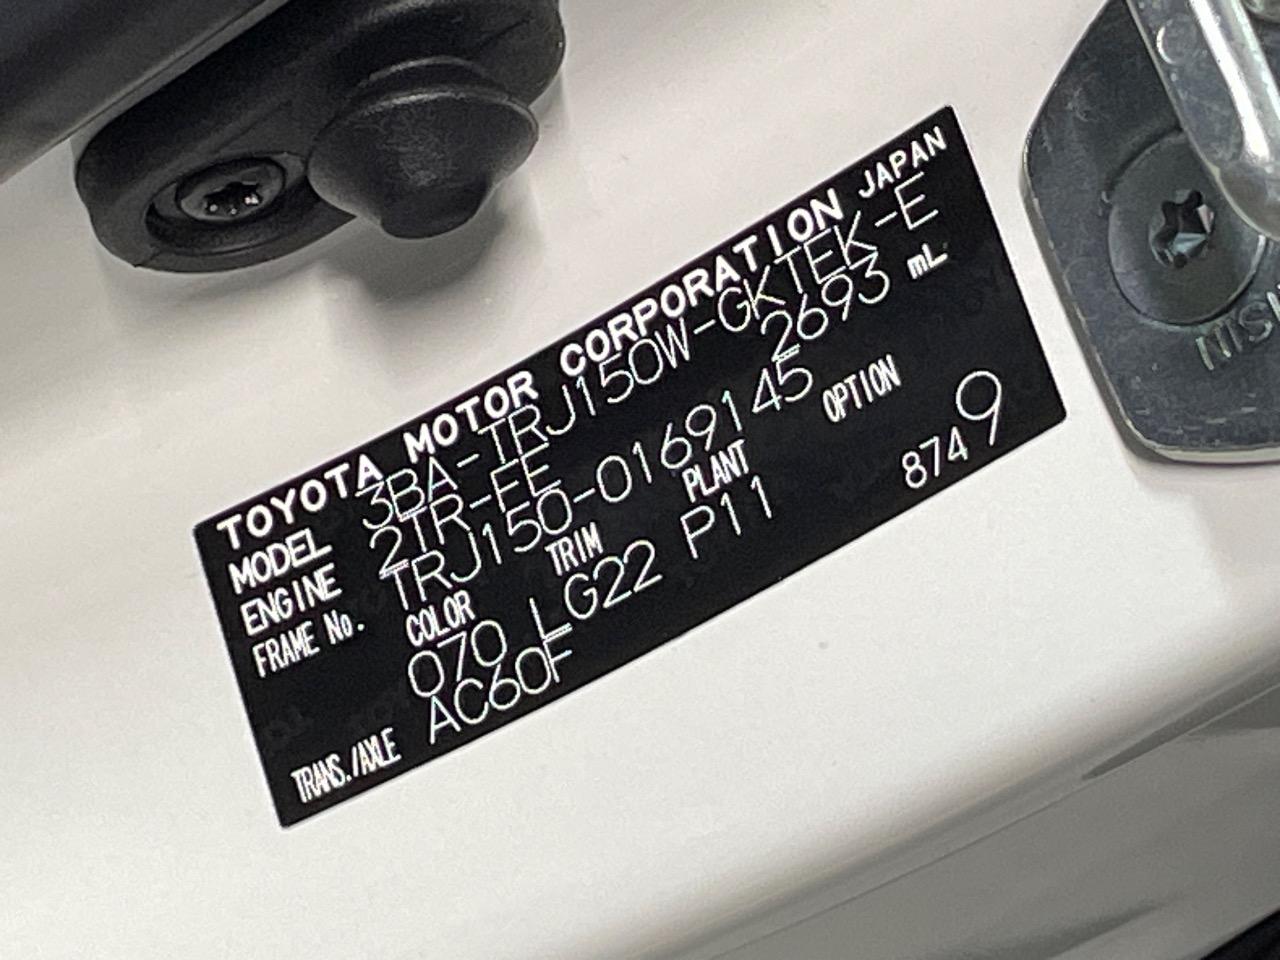 TOYOTA MOTOR CORPORATION JAPAN
MODEL 3BA-TRJ150W-GKTEK-E
ENGINE 2TR-FE 2693 mL
FRAME No. TRJ150-0169145
COLOR TRIM PLANT OPTION
070 LG22 P11 8749
TRANS./AXLE AC60F